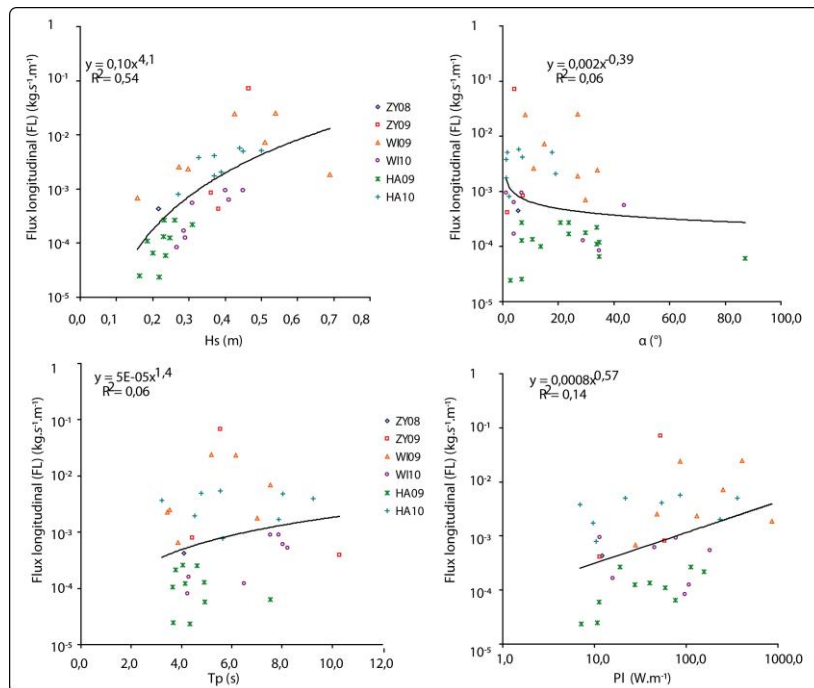 y = 0,10x^4,1
R^2=0,54
Flux longitudinal (FL) (kg.s-1.m-1)
1
10-1
10-2
10-3
10-4
10-5
0,0 0,1 0,2 0,3 0,4 0,5 0,6 0,7 0,8
Hs (m)
ZY08
ZY09
WI09
WI10
HA09
HA10
y = 0,002x^-0,39
R^2=0,06
Flux longitudinal (FL) (kg.s-1.m-1)
1
10-1
10-2
10-3
10-4
10-5
0,0 20,0 40,0 60,0 80,0 100,0
α (°)
y = 5E-05x^1,4
R^2=0,06
Flux longitudinal (FL) (kg.s-1.m-1)
1
10-1
10-2
10-3
10-4
10-5
0,0 2,0 4,0 6,0 8,0 10,0 12,0
Tp (s)
ZY08
ZY09
WI09
WI10
HA09
HA10
y = 0,0008x^0,57
R^2=0,14
Flux longitudinal (FL) (kg.s-1.m-1)
1
10-1
10-2
10-3
10-4
10-5
1,0 10,0 100,0 1000,0
Pl (W.m-1)